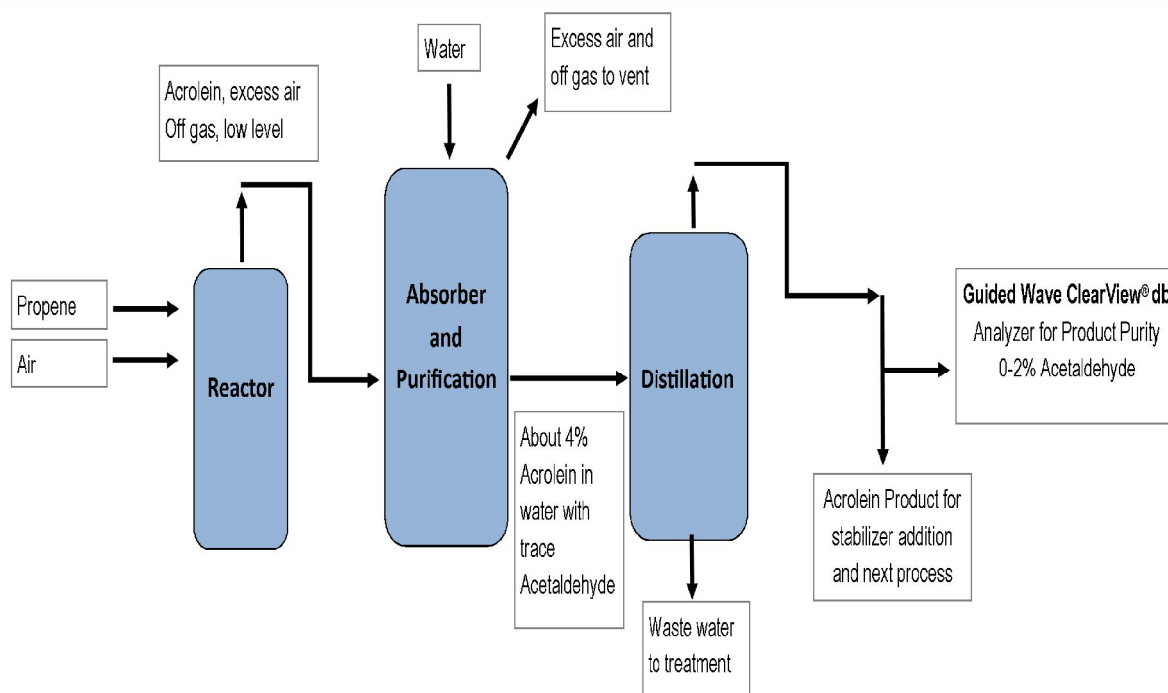 Water
Excess air and
off gas to vent
Acrolein, excess air
Off gas, low level
Propene
Air
Reactor
Absorber
and
Purification
Distillation
About 4%
Acrolein in
water with
trace
Acetaldehyde
Guided Wave ClearView® db
Analyzer for Product Purity
0-2% Acetaldehyde
Acrolein Product for
stabilizer addition
and next process
Waste water
to treatment